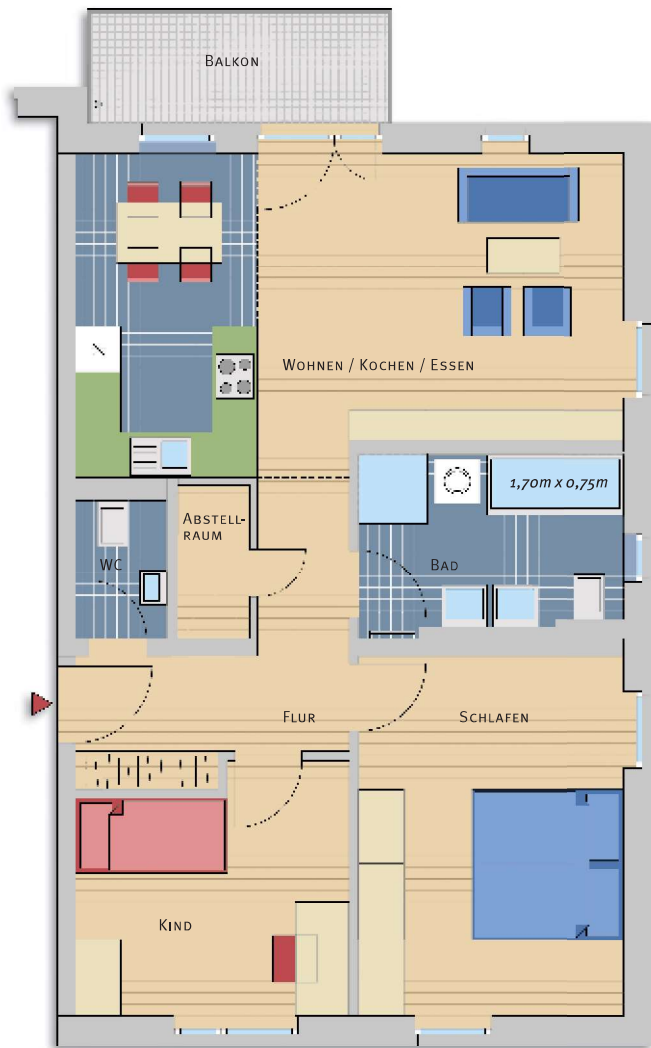 BALKON
WOHNEN / KOCHEN / ESSEN
1,70m x 0,75m
ABSTELL-
RAUM
WC
BAD
FLUR
SCHLAFEN
KIND